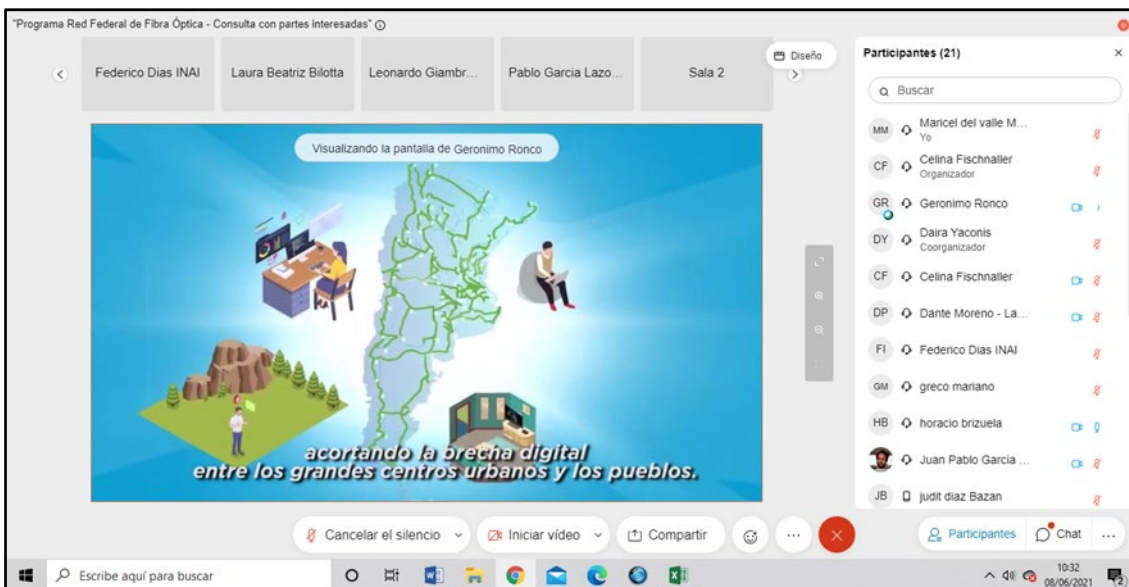 "Programa Red Federal de Fibra Óptica - Consulta con partes interesadas"
Federico Dias INAI
Laura Beatriz Bilotta
Leonardo Giambr...
Pablo Garcia Lazo...
Sala 2
Diseño
Visualizando la pantalla de Geronimo Ronco
acortando la brecha digital
entre los grandes centros urbanos y los pueblos.
Participantes (21)
Buscar
MM Maricel del valle M...
Yo
CF Celina Fischnaller
Organizador
GR Geronimo Ronco
DY Daira Yaconis
Coorganizador
CF Celina Fischnaller
DP Dante Moreno - La...
FI Federico Dias INAI
GM greco mariano
HB horacio brizuela
Juan Pablo Garcia ...
JB judit diaz Bazan
Cancelar el silencio
Iniciar vídeo
Compartir
Participantes
Chat
Escribe aquí para buscar
10:32
08/06/2021
2